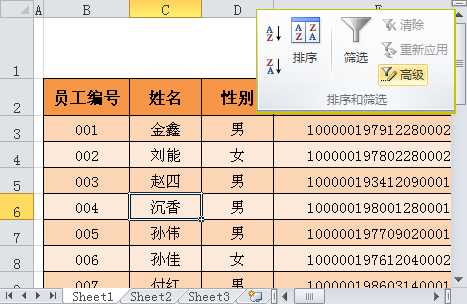 A B C D E
清除
排序 筛选 重新应用
高级
排序和筛选
1
2 员工编号 姓名 性别
3 001 金鑫 男 100000197912280002
4 002 刘能 女 100000197802280002
5 003 赵四 男 100000193412090001
6 004 沉香 男 100000198001280001
7 005 孙伟 男 100000197709020001
8 006 孙佳 女 100000197612040002
007 付红 男 100000198603140001
Sheet1 Sheet2 Sheet3